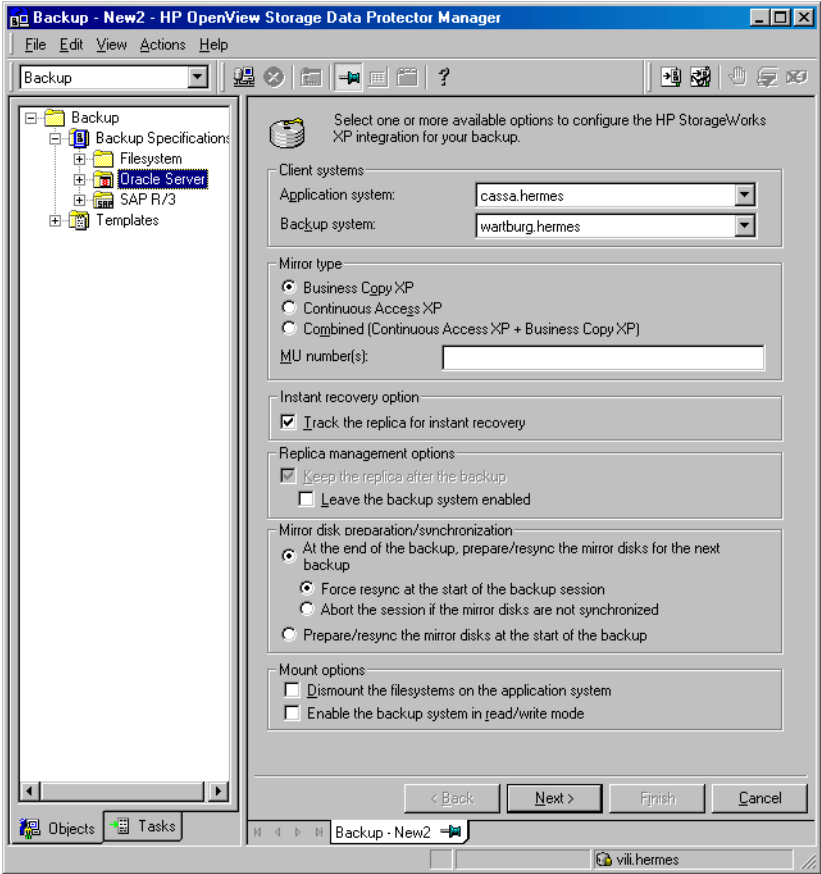 Backup - New2 - HP OpenView Storage Data Protector Manager
File Edit View Actions Help
Backup
?
Backup
Backup Specifications
Filesystem
Oracle Server
SAP R/3
Templates
Select one or more available options to configure the HP StorageWorks
XP integration for your backup.
Client systems
Application system:
cassa.hermes
Backup system:
wartburg.hermes
Mirror type
Business Copy XP
Continuous Access XP
Combined (Continuous Access XP + Business Copy XP)
MU number(s):
Instant recovery option
Track the replica for instant recovery
Replica management options
Keep the replica after the backup
Leave the backup system enabled
Mirror disk preparation/synchronization
At the end of the backup, prepare/resync the mirror disks for the next
backup
Force resync at the start of the backup session
Abort the session if the mirror disks are not synchronized
Prepare/resync the mirror disks at the start of the backup
Mount options
Dismount the filesystems on the application system
Enable the backup system in read/write mode
< Back
Next >
Finish
Cancel
Objects
Tasks
Backup - New2
vili.hermes